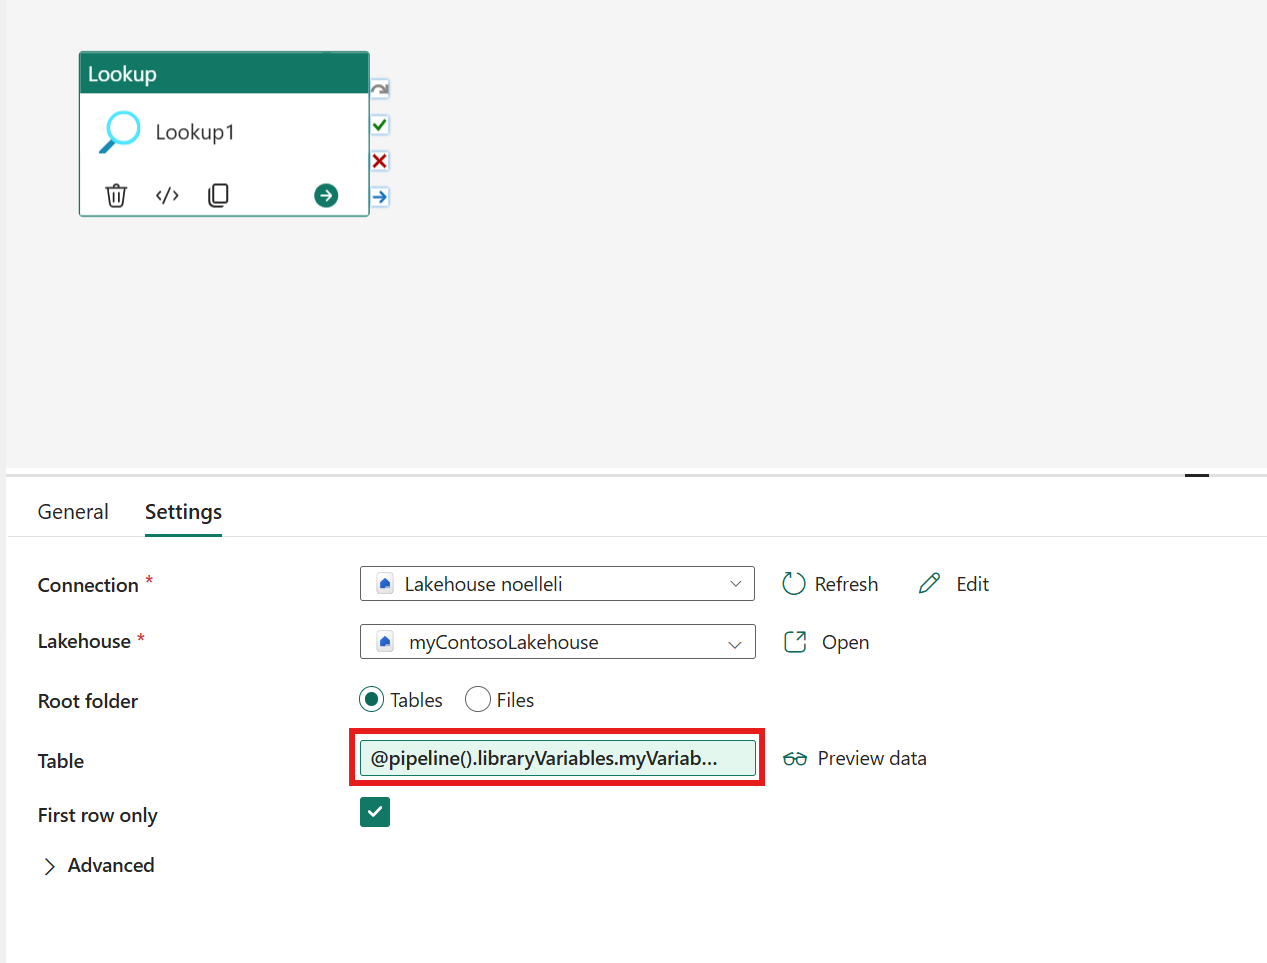 Lookup
Lookup1
General Settings
Connection * Lakehouse noelleli Refresh Edit
Lakehouse * myContosoLakehouse Open
Root folder Tables Files
Table @pipeline().libraryVariables.myVariab... Preview data
First row only
Advanced